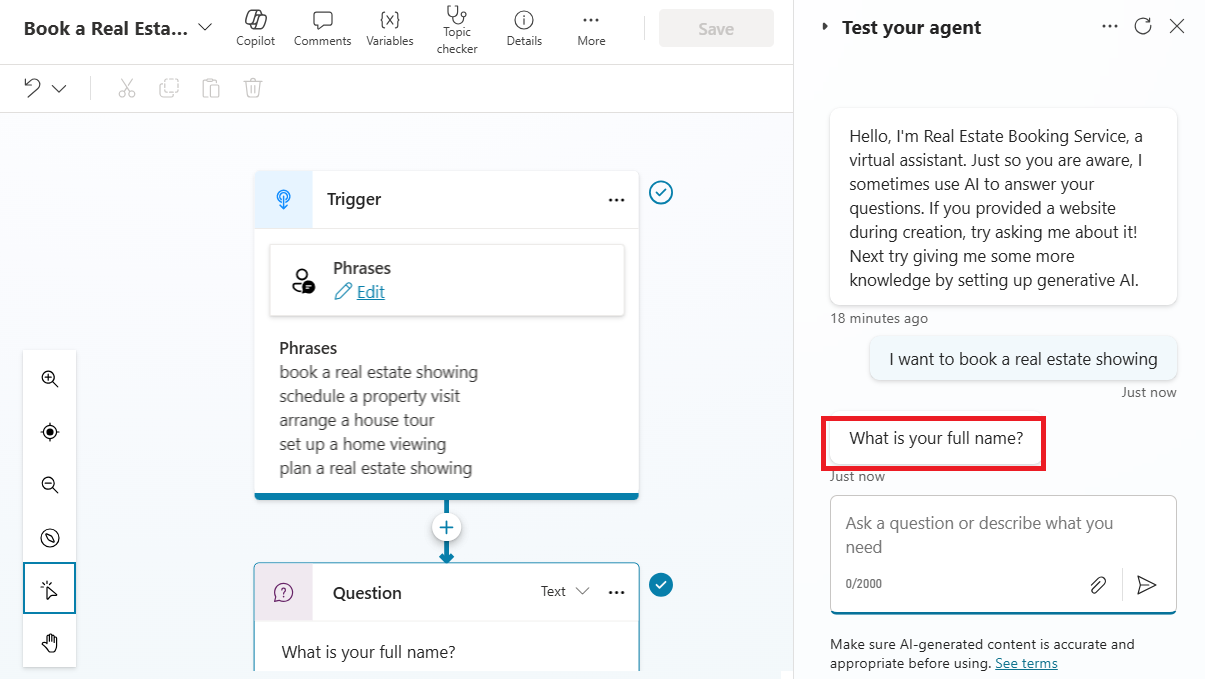 Book a Real Esta...
Copilot
Comments
{x}
Variables
Topic
checker
Details
More
Save
Trigger
Phrases
Edit
Phrases
book a real estate showing
schedule a property visit
arrange a house tour
set up a home viewing
plan a real estate showing
Question
Text
What is your full name?
Test your agent
Hello, I'm Real Estate Booking Service, a
virtual assistant. Just so you are aware, I
sometimes use AI to answer your
questions. If you provided a website
during creation, try asking me about it!
Next try giving me some more
knowledge by setting up generative AI.
18 minutes ago
I want to book a real estate showing
Just now
What is your full name?
Just now
Ask a question or describe what you
need
0/2000
Make sure AI-generated content is accurate and
appropriate before using. See terms